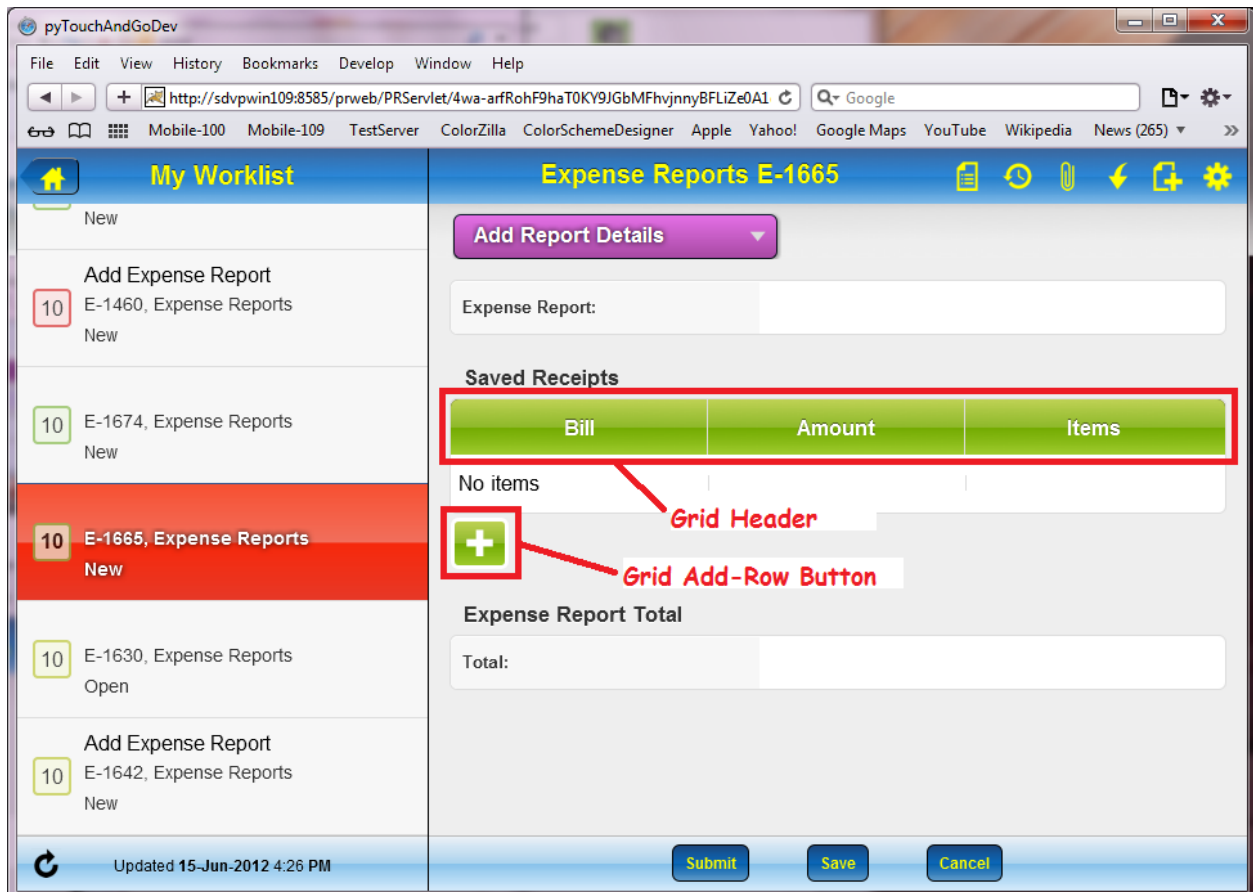 pyTouchAndGoDev
File Edit View History Bookmarks Develop Window Help
http://sdvpwin109:8585/prweb/PRServlet/4wa-arfRohF9haT0KY9JGbMFhvjnnyBFLiZe0A1
Google
Mobile-100 Mobile-109 TestServer ColorZilla ColorSchemeDesigner Apple Yahoo! Google Maps YouTube Wikipedia News (265)
My Worklist
New
Add Expense Report
10
E-1460, Expense Reports
New
10
E-1674, Expense Reports
New
10
E-1665, Expense Reports
New
10
E-1630, Expense Reports
Open
Add Expense Report
10
E-1642, Expense Reports
New
Updated 15-Jun-2012 4:26 PM
Expense Reports E-1665
Add Report Details
Expense Report:
Saved Receipts
Bill Amount Items
No items
Grid Header
Grid Add-Row Button
Expense Report Total
Total:
Submit Save Cancel